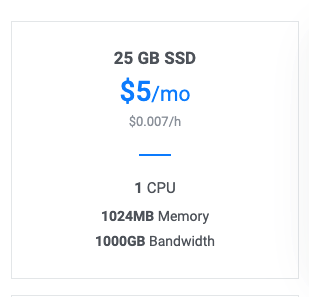 25 GB SSD
$5/mo
$0.007/h
1 CPU
1024MB Memory
1000GB Bandwidth